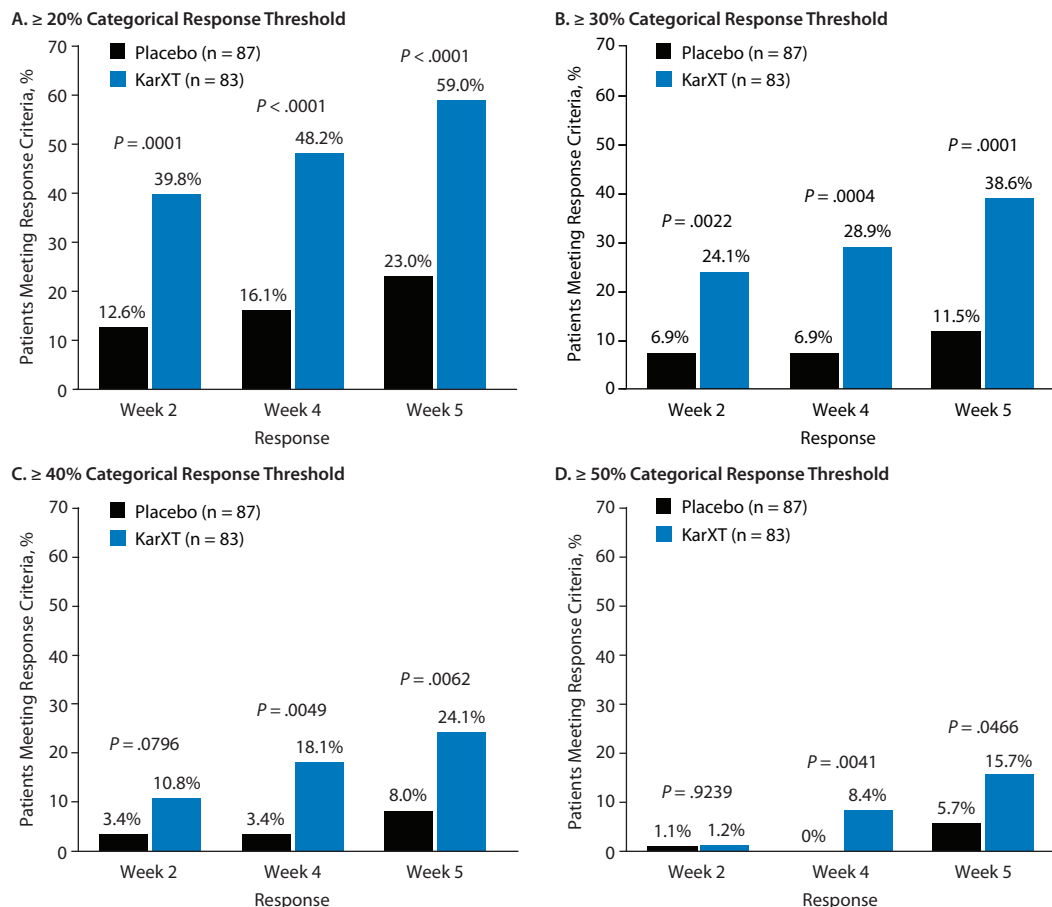 A. ≥ 20% Categorical Response Threshold
Patients Meeting Response Criteria, %
70
60
50
40
30
20
10
0
Placebo (n = 87)
KarXT (n = 83)
P = .0001
P < .0001
P < .0001
12.6%
39.8%
16.1%
48.2%
23.0%
59.0%
Week 2
Week 4
Week 5
Response
B. ≥ 30% Categorical Response Threshold
Patients Meeting Response Criteria, %
70
60
50
40
30
20
10
0
Placebo (n = 87)
KarXT (n = 83)
P = .0022
P = .0004
P = .0001
6.9%
24.1%
6.9%
28.9%
11.5%
38.6%
Week 2
Week 4
Week 5
Response
C. ≥ 40% Categorical Response Threshold
Patients Meeting Response Criteria, %
70
60
50
40
30
20
10
0
Placebo (n = 87)
KarXT (n = 83)
P = .0796
P = .0049
P = .0062
3.4%
10.8%
3.4%
18.1%
8.0%
24.1%
Week 2
Week 4
Week 5
Response
D. ≥ 50% Categorical Response Threshold
Patients Meeting Response Criteria, %
70
60
50
40
30
20
10
0
Placebo (n = 87)
KarXT (n = 83)
P = .9239
P = .0041
P = .0466
1.1%
1.2%
0%
8.4%
5.7%
15.7%
Week 2
Week 4
Week 5
Response